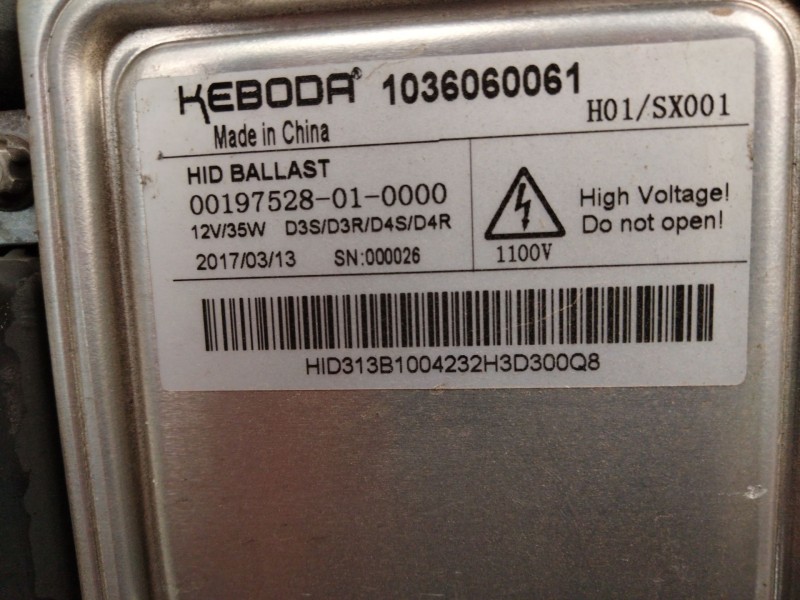 KEBODA® 1036060061
Made in China
H01/SX001
HID BALLAST
00197528-01-0000
12V/35W D3S/D3R/D4S/D4R
2017/03/13 SN:000026
1100V
High Voltage!
Do not open!
HID313B1004232H3D300Q8